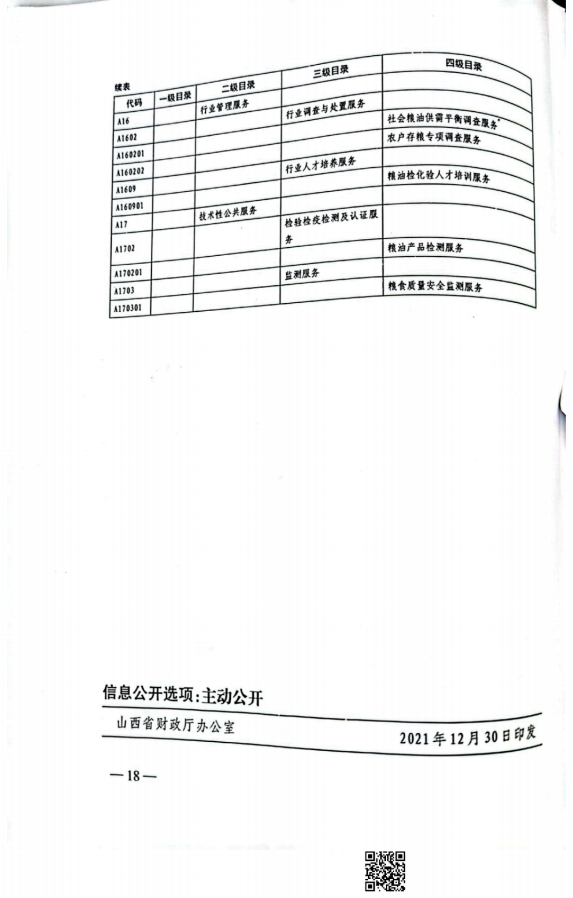 续表
代码 一级目录 二级目录 三级目录 四级目录
A16 行业管理服务
A1602 行业调查与处置服务
A160201 社会粮油供需平衡调查服务
A160202 农户存粮专项调查服务
A1609 行业人才培养服务
A160901 粮油检化验人才培训服务
A17 技术性公共服务
A1702 检验检疫检测及认证服
务
A170201 粮油产品检测服务
A1703 监测服务
A170301 粮食质量安全监测服务
信息公开选项:主动公开
山西省财政厅办公室 2021年12月30日印发
—18—